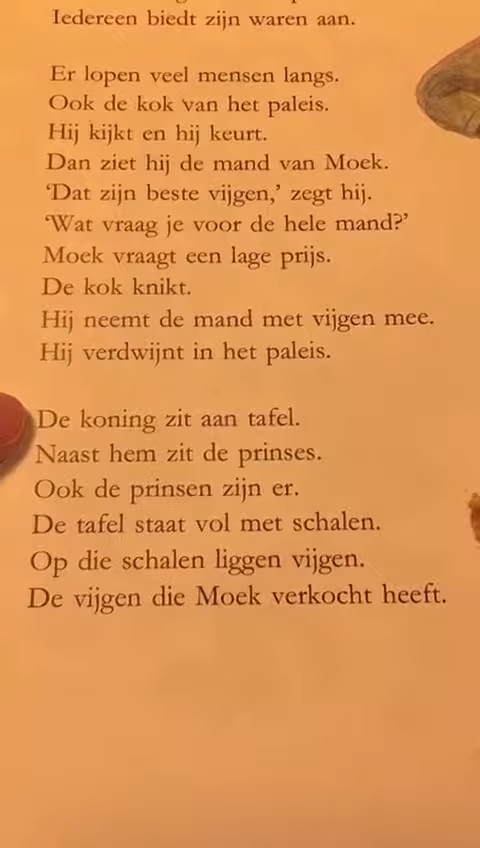 Iedereen biedt zijn waren aan.
Er lopen veel mensen langs.
Ook de kok van het paleis.
Hij kijkt en hij keurt.
Dan ziet hij de mand van Moek.
‘Dat zijn beste vijgen,’ zegt hij.
‘Wat vraag je voor de hele mand?’
Moek vraagt een lage prijs.
De kok knikt.
Hij neemt de mand met vijgen mee.
Hij verdwijnt in het paleis.
De koning zit aan tafel.
Naast hem zit de prinses.
Ook de prinsen zijn er.
De tafel staat vol met schalen.
Op die schalen liggen vijgen.
De vijgen die Moek verkocht heeft.